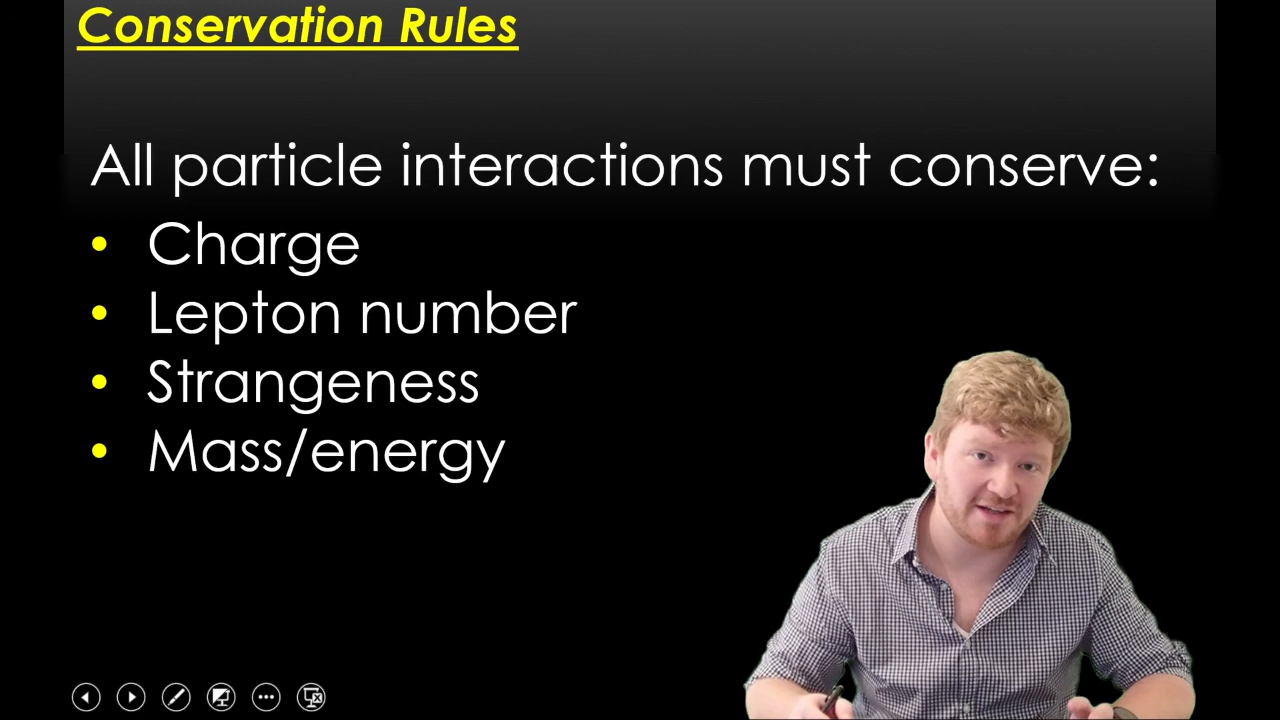 Conservation Rules
All particle interactions must conserve:
• Charge
• Lepton number
• Strangeness
• Mass/energy